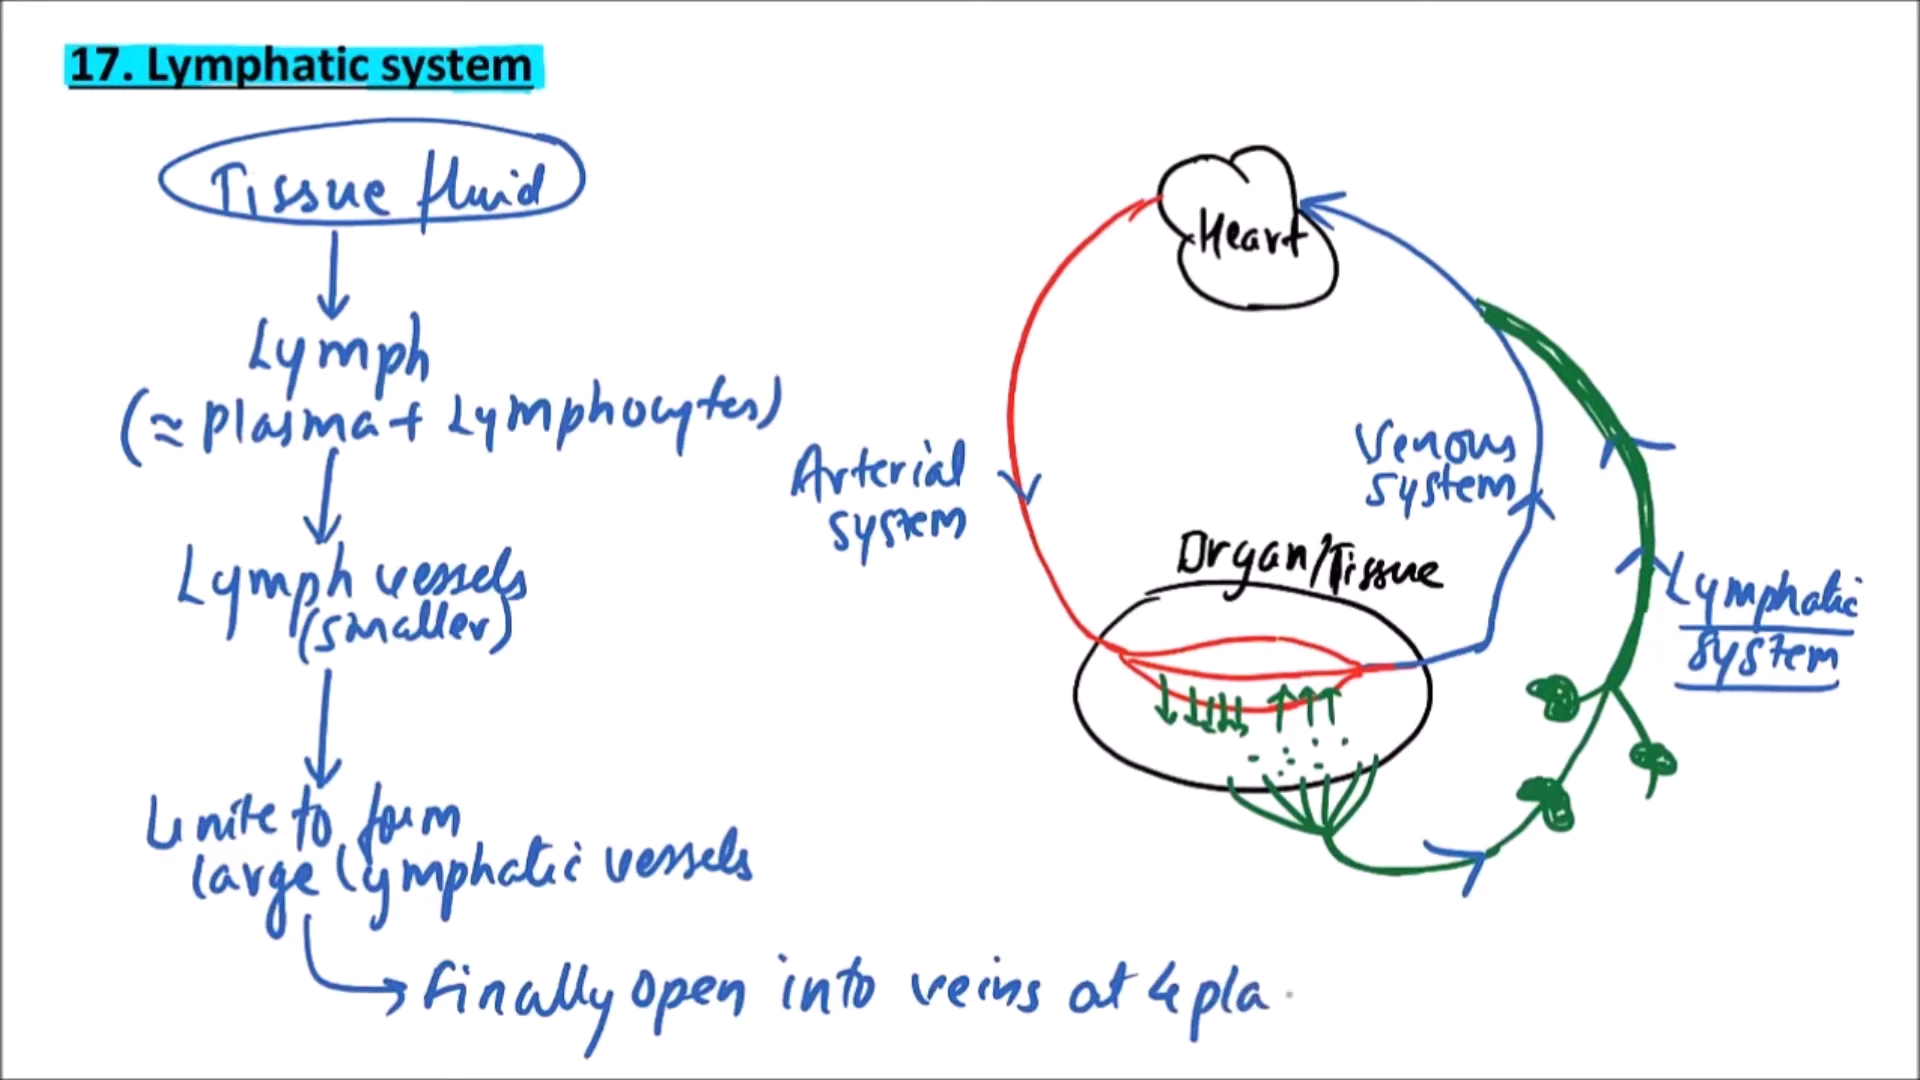 17. Lymphatic system
Tissue fluid
Lymph
(≈ plasma + Lymphocytes)
Lymph vessels
(smaller)
Unite to form
large lymphatic vessels
finally open into veins at 4 pla
Heart
Arterial
system
Venous
system
Organ/Tissue
Lymphatic
system